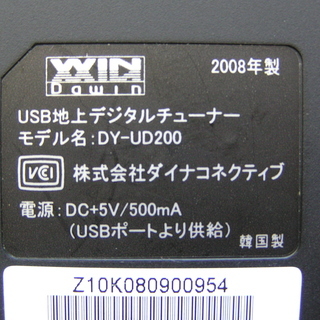 XXIN
Dawin
2008年製
USB地上デジタルチューナー
モデル名:DY-UD200
VCI
株式会社ダイナコネクティブ
電源:DC+5V/500mA
(USBポートより供給)
韓国製
Z10K080900954